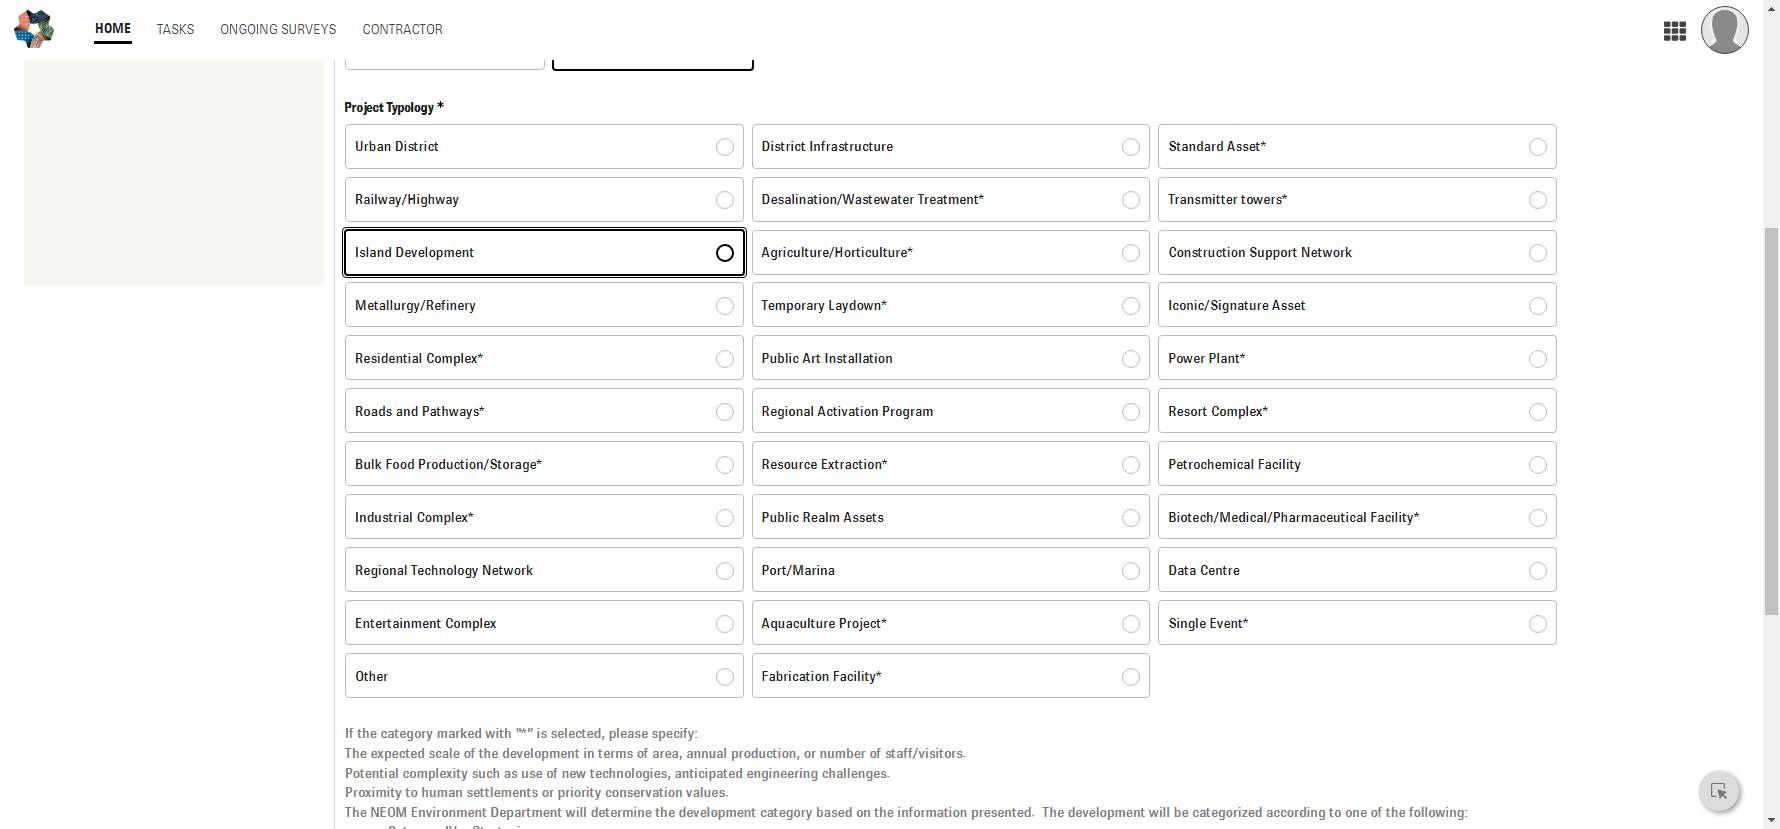 HOME TASKS ONGOING SURVEYS CONTRACTOR
Project Typology *
Urban District District Infrastructure Standard Asset*
Railway/Highway Desalination/Wastewater Treatment* Transmitter towers*
Island Development Agriculture/Horticulture* Construction Support Network
Metallurgy/Refinery Temporary Laydown* Iconic/Signature Asset
Residential Complex* Public Art Installation Power Plant*
Roads and Pathways* Regional Activation Program Resort Complex*
Bulk Food Production/Storage* Resource Extraction* Petrochemical Facility
Industrial Complex* Public Realm Assets Biotech/Medical/Pharmaceutical Facility*
Regional Technology Network Port/Marina Data Centre
Entertainment Complex Aquaculture Project* Single Event*
Other Fabrication Facility*
If the category marked with "*" is selected, please specify:
The expected scale of the development in terms of area, annual production, or number of staff/visitors.
Potential complexity such as use of new technologies, anticipated engineering challenges.
Proximity to human settlements or priority conservation values.
The NEOM Environment Department will determine the development category based on the information presented. The development will be categorized according to one of the following: